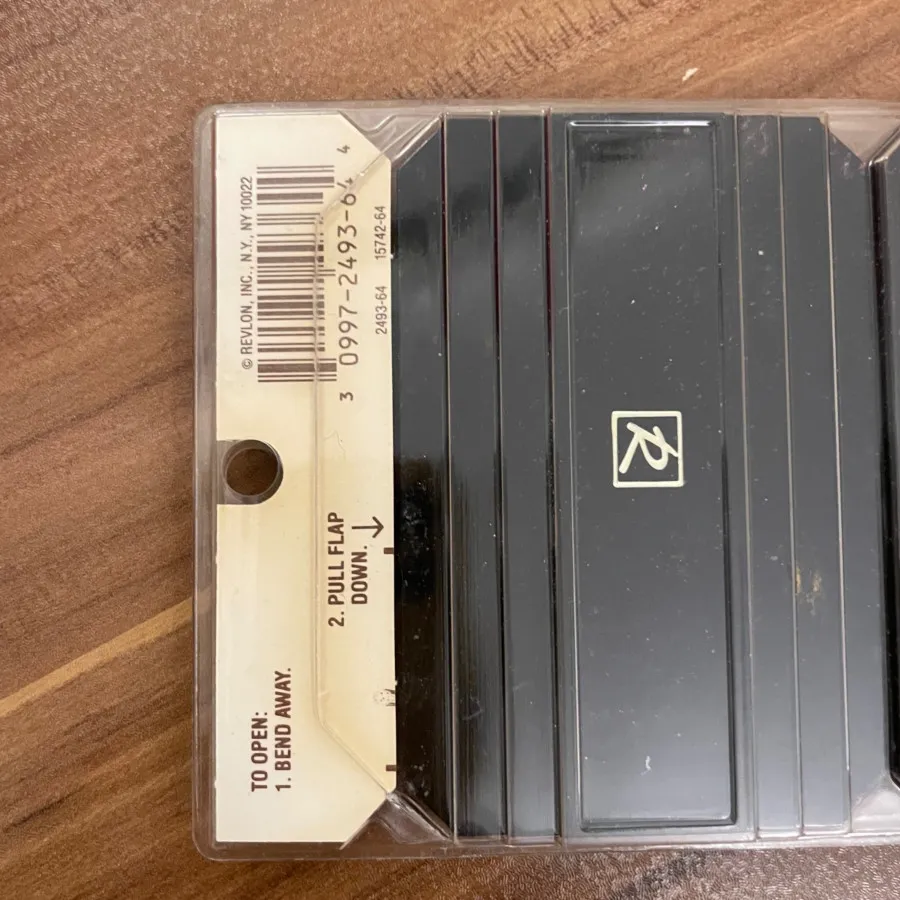 © REVLON, INC., N.Y., NY 10022
3 0997-2493-64 4
2493-64 15742-64
TO OPEN:
1. BEND AWAY.
2. PULL FLAP
DOWN.
R